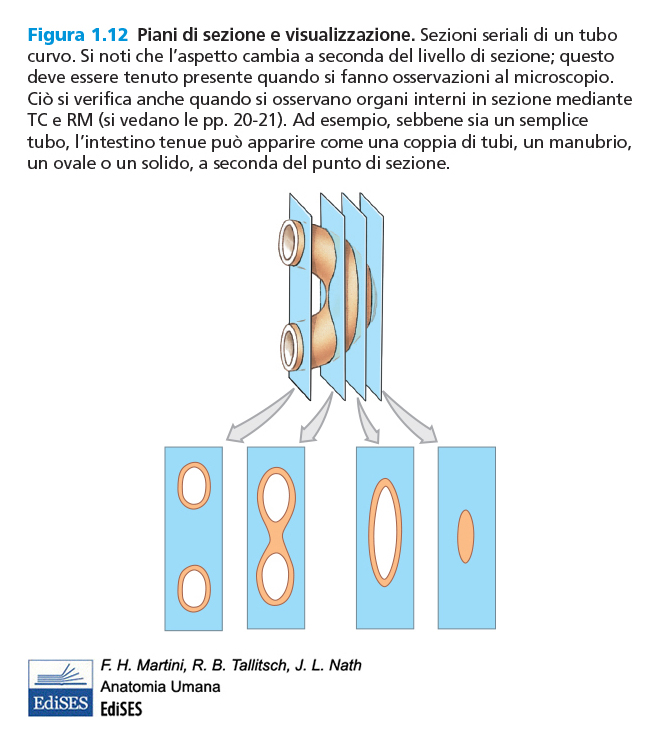 Figura 1.12 Piani di sezione e visualizzazione. Sezioni seriali di un tubo
curvo. Si noti che l’aspetto cambia a seconda del livello di sezione; questo
deve essere tenuto presente quando si fanno osservazioni al microscopio.
Ciò si verifica anche quando si osservano organi interni in sezione mediante
TC e RM (si vedano le pp. 20-21). Ad esempio, sebbene sia un semplice
tubo, l’intestino tenue può apparire come una coppia di tubi, un manubrio,
un ovale o un solido, a seconda del punto di sezione.
F. H. Martini, R. B. Tallitsch, J. L. Nath
Anatomia Umana
EdiSES
EdiSES